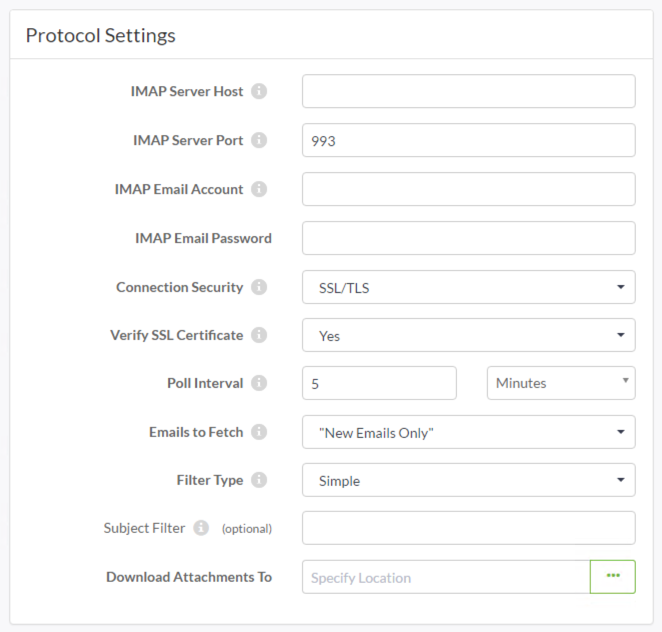 Protocol Settings
IMAP Server Host
IMAP Server Port 993
IMAP Email Account
IMAP Email Password
Connection Security SSL/TLS
Verify SSL Certificate Yes
Poll Interval 5 Minutes
Emails to Fetch "New Emails Only"
Filter Type Simple
Subject Filter (optional)
Download Attachments To Specify Location